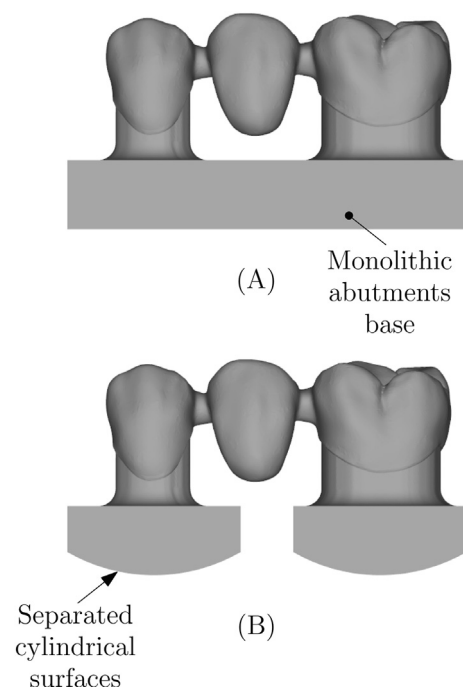 (A)
Monolithic
abutments
base
(B)
Separated
cylindrical
surfaces